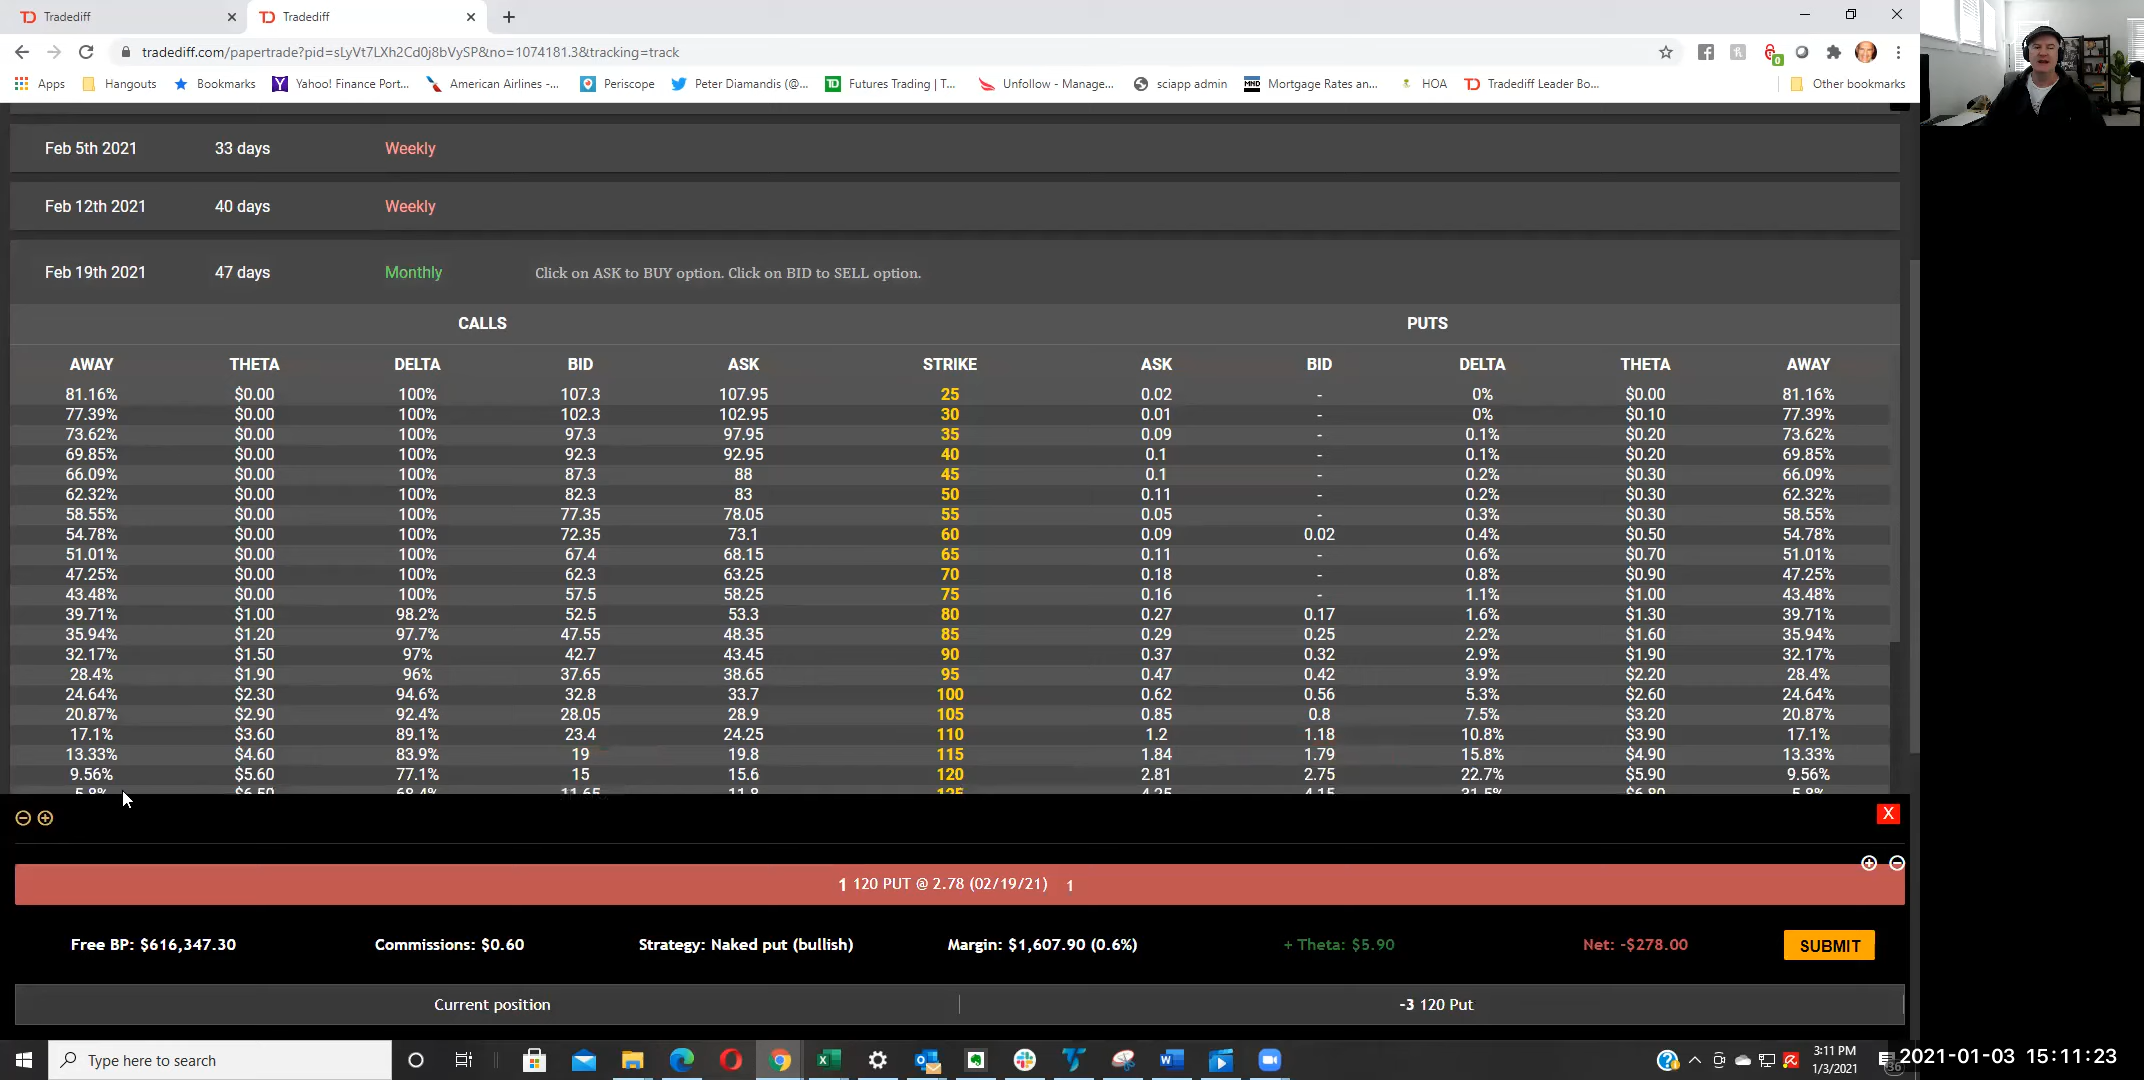 Tradediff
Tradediff
tradediff.com/papertrade?pid=sLyVt7LXh2Cd0j8bVySP&no=1074181.3&tracking=track
Apps Hangouts Bookmarks Yahoo! Finance Port... American Airlines -... Periscope Peter Diamandis (@... Futures Trading | T... Unfollow - Manage... sciapp admin Mortgage Rates an... HOA Tradediff Leader Bo... Other bookmarks
Feb 5th 2021 33 days Weekly
Feb 12th 2021 40 days Weekly
Feb 19th 2021 47 days Monthly Click on ASK to BUY option. Click on BID to SELL option.
CALLS PUTS
AWAY THETA DELTA BID ASK STRIKE ASK BID DELTA THETA AWAY
81.16% $0.00 100% 107.3 107.95 25 0.02 - 0% $0.00 81.16%
77.39% $0.00 100% 102.3 102.95 30 0.01 - 0% $0.10 77.39%
73.62% $0.00 100% 97.3 97.95 35 0.09 - 0.1% $0.20 73.62%
69.85% $0.00 100% 92.3 92.95 40 0.1 - 0.1% $0.20 69.85%
66.09% $0.00 100% 87.3 88 45 0.1 - 0.2% $0.30 66.09%
62.32% $0.00 100% 82.3 83 50 0.11 - 0.2% $0.30 62.32%
58.55% $0.00 100% 77.35 78.05 55 0.05 - 0.3% $0.30 58.55%
54.78% $0.00 100% 72.35 73.1 60 0.09 0.02 0.4% $0.50 54.78%
51.01% $0.00 100% 67.4 68.15 65 0.11 - 0.6% $0.70 51.01%
47.25% $0.00 100% 62.3 63.25 70 0.18 - 0.8% $0.90 47.25%
43.48% $0.00 100% 57.5 58.25 75 0.16 - 1.1% $1.00 43.48%
39.71% $1.00 98.2% 52.5 53.3 80 0.27 0.17 1.6% $1.30 39.71%
35.94% $1.20 97.7% 47.55 48.35 85 0.29 0.25 2.2% $1.60 35.94%
32.17% $1.50 97% 42.7 43.45 90 0.37 0.32 2.9% $1.90 32.17%
28.4% $1.90 96% 37.65 38.65 95 0.47 0.42 3.9% $2.20 28.4%
24.64% $2.30 94.6% 32.8 33.7 100 0.62 0.56 5.3% $2.60 24.64%
20.87% $2.90 92.4% 28.05 28.9 105 0.85 0.8 7.5% $3.20 20.87%
17.1% $3.60 89.1% 23.4 24.25 110 1.2 1.18 10.8% $3.90 17.1%
13.33% $4.60 83.9% 19 19.8 115 1.84 1.79 15.8% $4.90 13.33%
9.56% $5.60 77.1% 15 15.6 120 2.81 2.75 22.7% $5.90 9.56%
5.8% $6.50 68.4% 11.65 11.8 125 4.25 4.15 31.5% $6.80 5.8%
X
1 120 PUT @ 2.78 (02/19/21) 1
Free BP: $616,347.30 Commissions: $0.60 Strategy: Naked put (bullish) Margin: $1,607.90 (0.6%) + Theta: $5.90 Net: -$278.00 SUBMIT
Current position -3 120 Put
Type here to search
3:11 PM
1/3/2021
36
2021-01-03 15:11:23